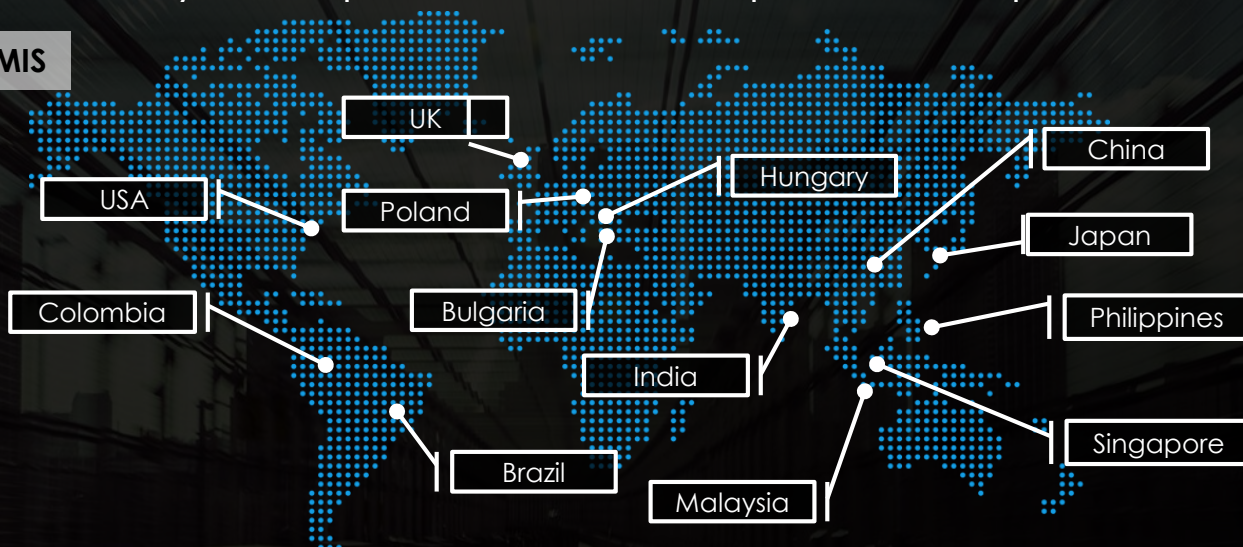 MIS
UK
China
Hungary
USA
Poland
Japan
Colombia
Bulgaria
Philippines
India
Singapore
Brazil
Malaysia